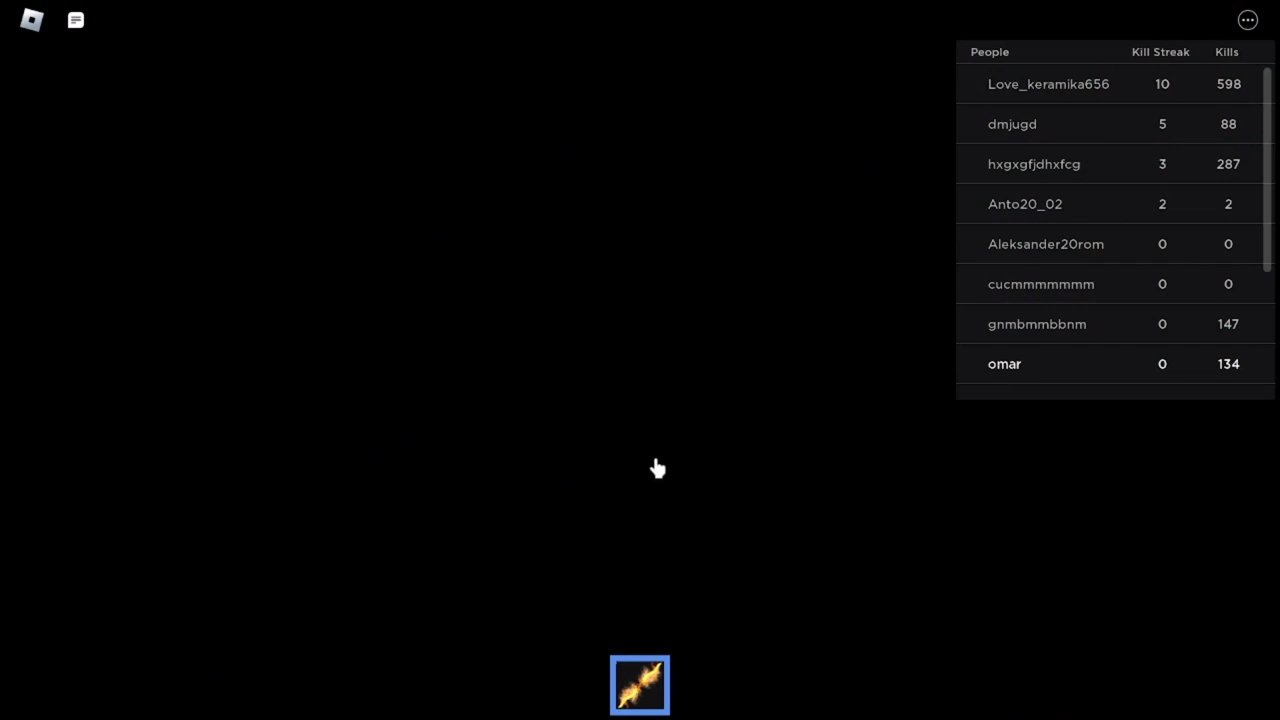 People Kill Streak Kills
Love_keramika656 10 598
dmjugd 5 88
hxgxgfjdhxfcg 3 287
Anto20_02 2 2
Aleksander20rom 0 0
cucmmmmmmm 0 0
gnmbmmbbnm 0 147
omar 0 134